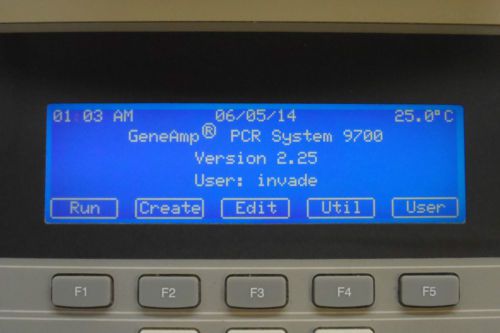 01:03 AM 06/05/14 25.0°C
GeneAmp® PCR System 9700
Version 2.25
User: invade
Run Create Edit Util User
F1 F2 F3 F4 F5